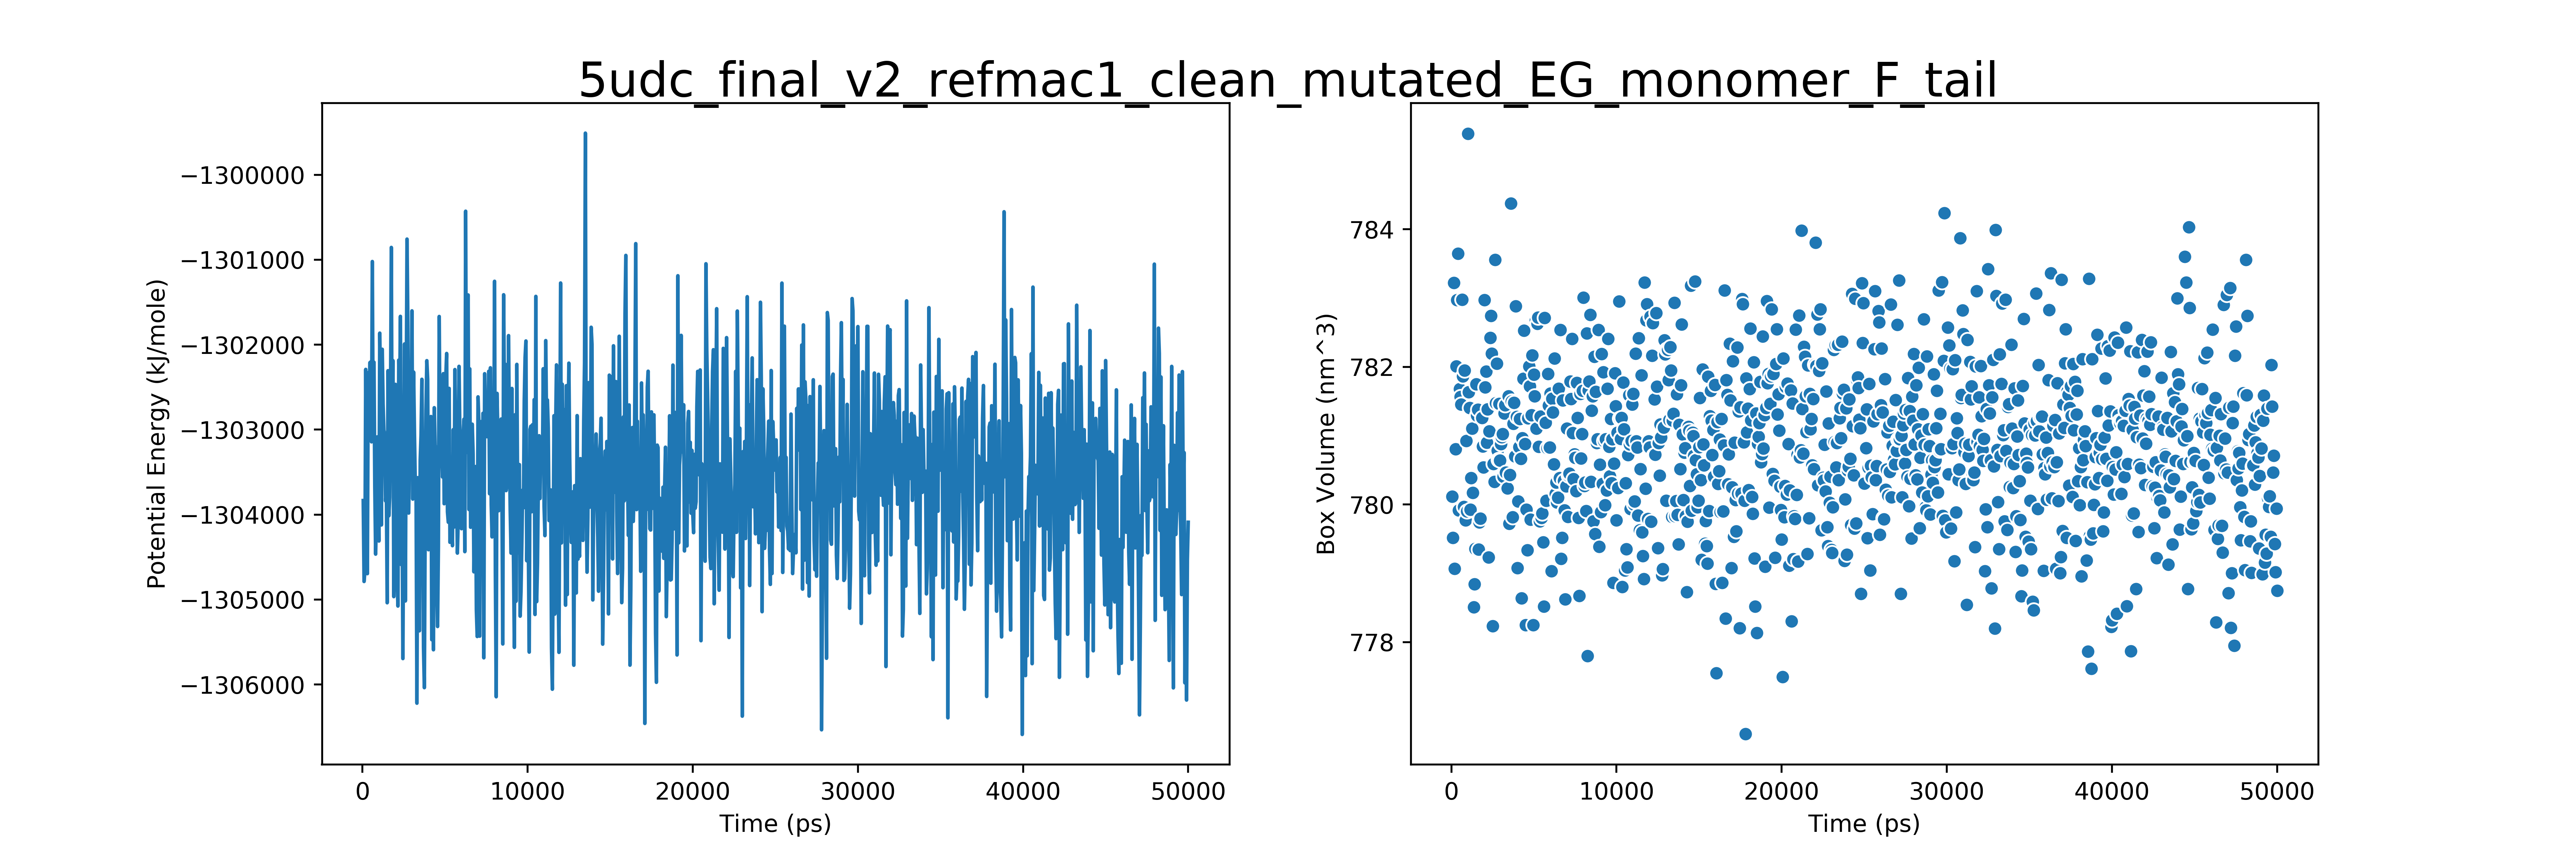 5udc_final_v2_refmac1_clean_mutated_EG_monomer_F_tail
Potential Energy (kJ/mole)
−1300000
−1301000
−1302000
−1303000
−1304000
−1305000
−1306000
0 10000 20000 30000 40000 50000
Time (ps)
Box Volume (nm^3)
784
782
780
778
0 10000 20000 30000 40000 50000
Time (ps)